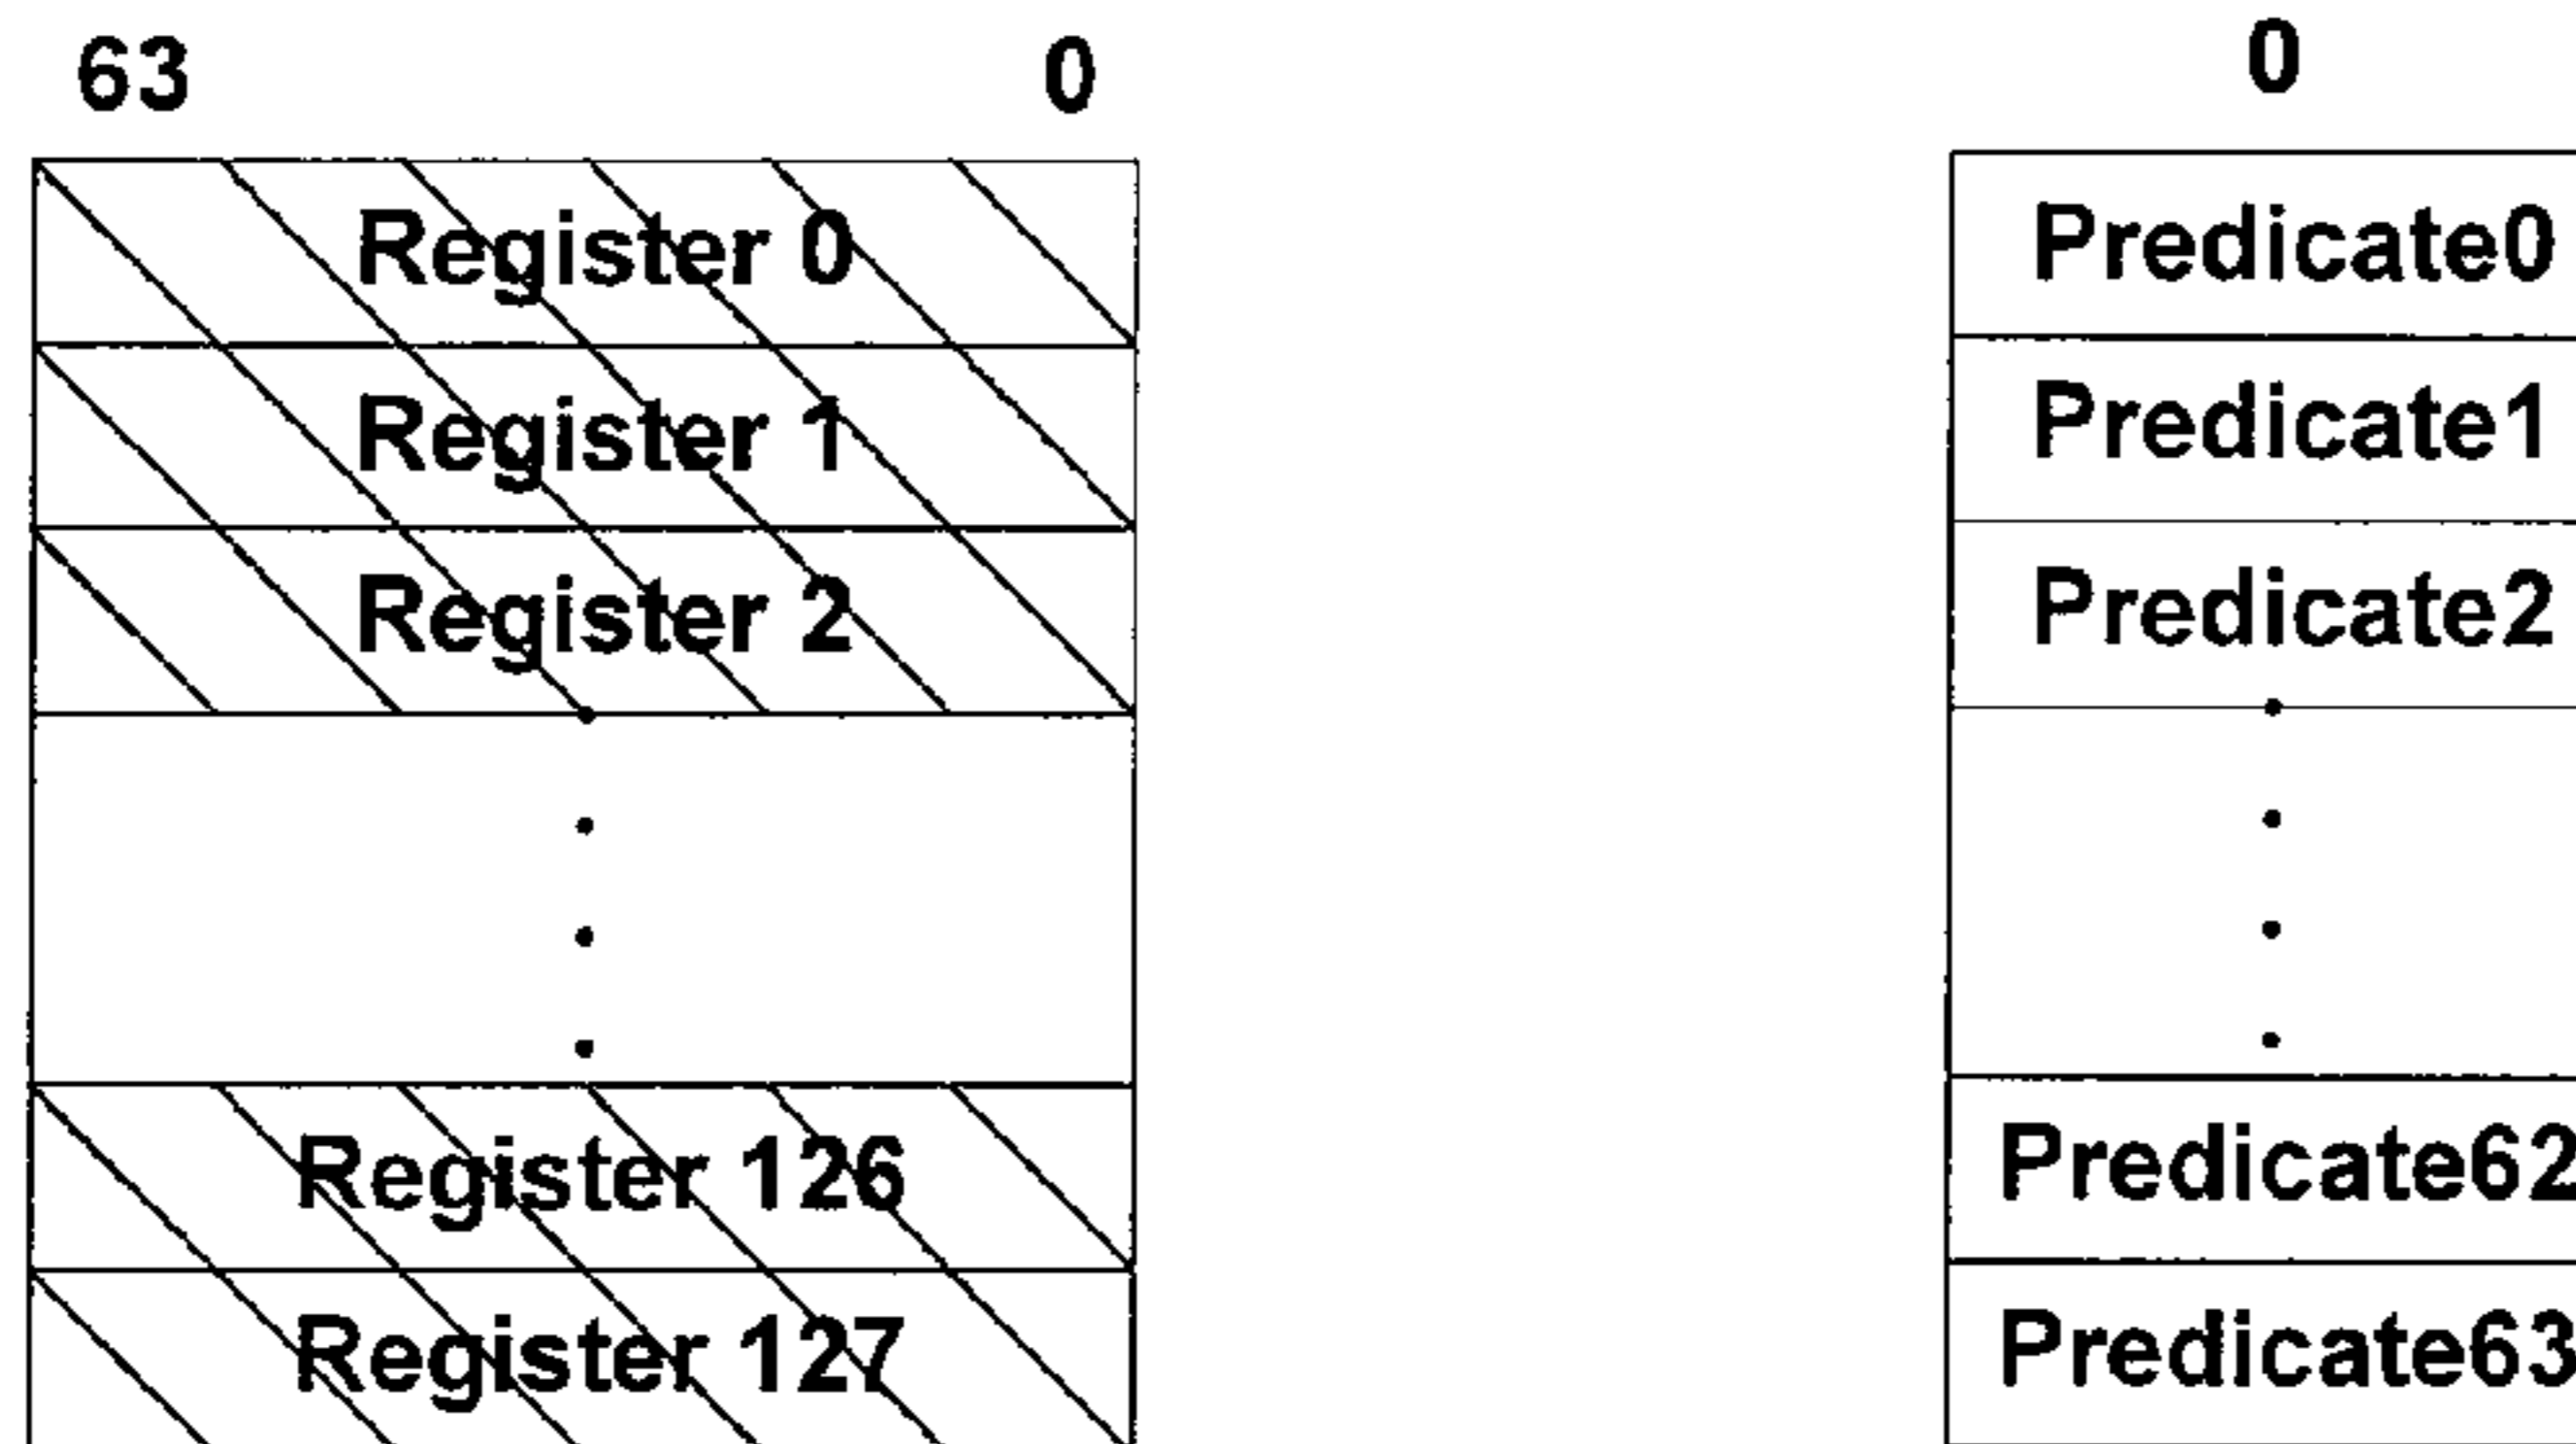 63 0
Register 0
Register 1
Register 2
Register 126
Register 127
0
Predicate0
Predicate1
Predicate2
Predicate62
Predicate63